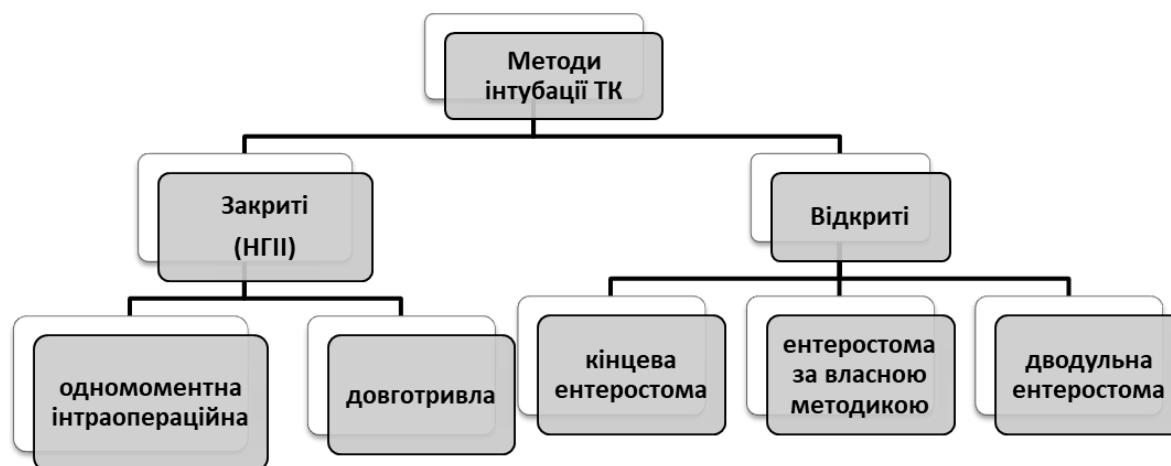 Методи
інтубації ТК
Закриті
(НГІІ)
Відкриті
одномоментна
інтраопераційна
довготривла
кінцева
ентеростома
ентеростома
за власною
методикою
дводульна
ентеростома